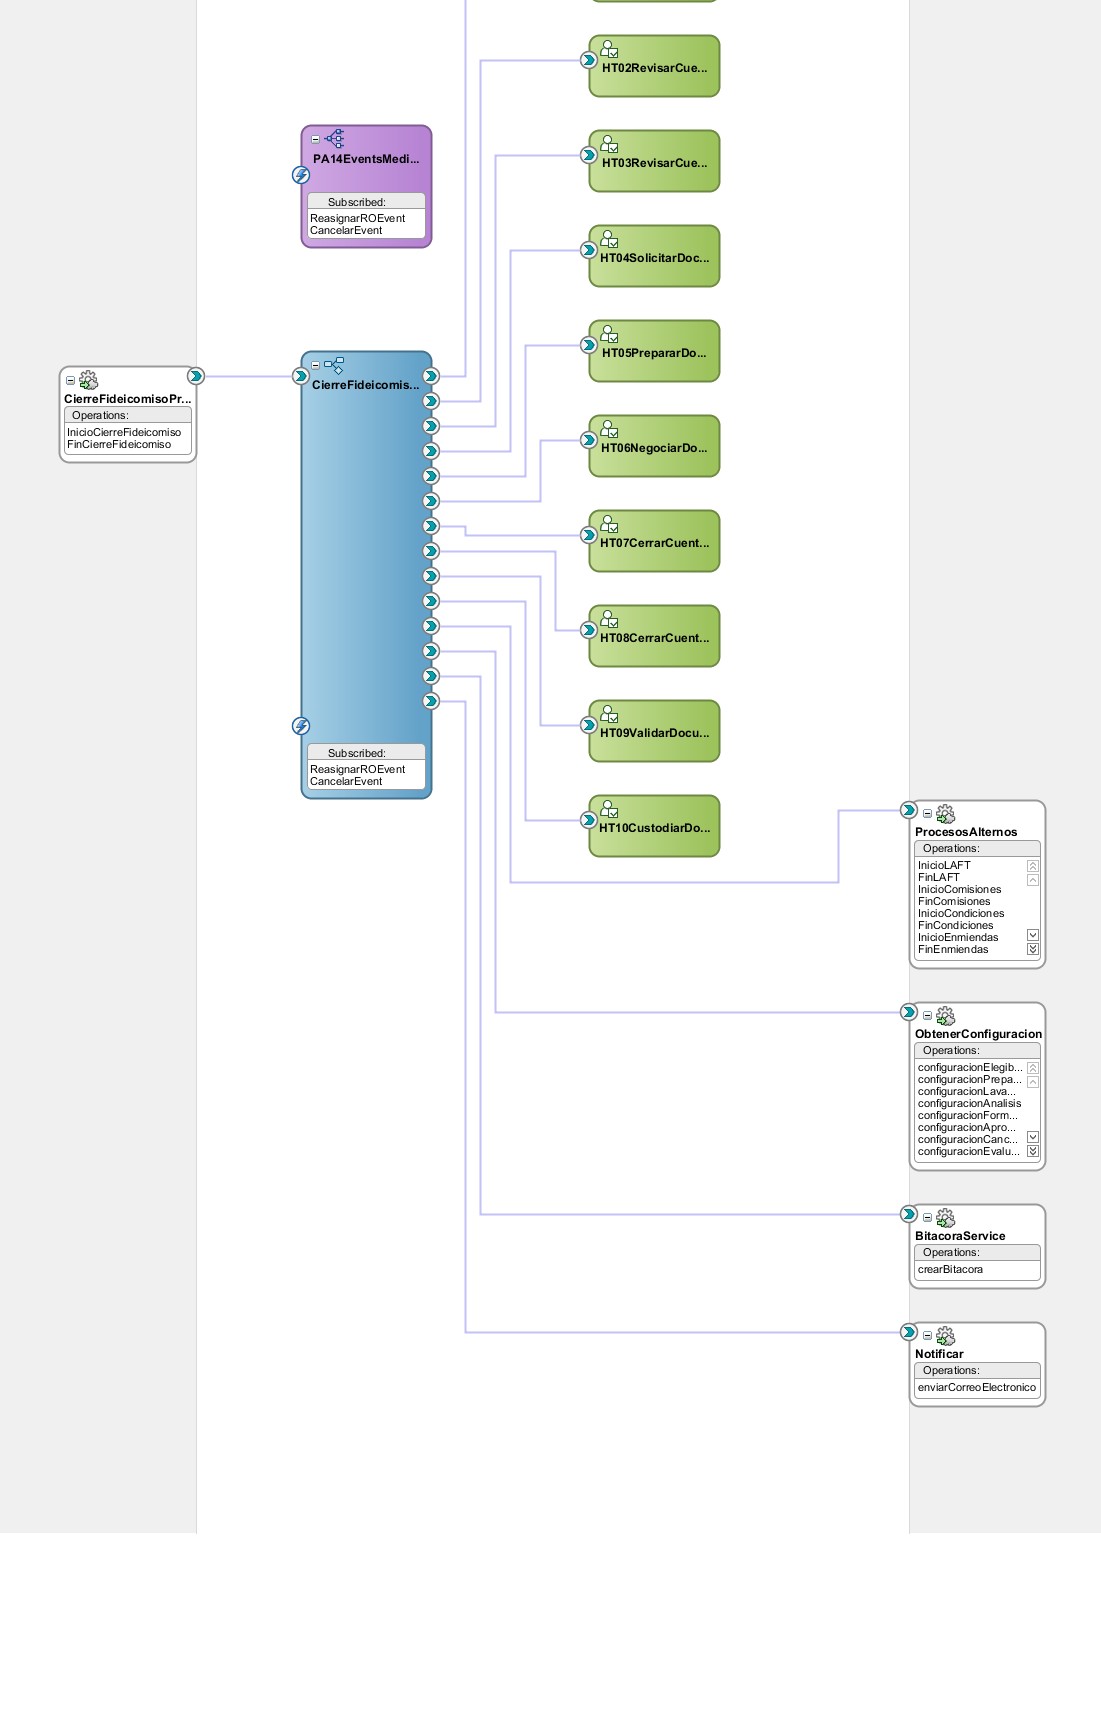 HT02RevisarCue...
PA14EventsMedi...
Subscribed:
ReasignarROEvent
CancelarEvent
HT03RevisarCue...
HT04SolicitarDoc...
HT05PrepararDo...
CierreFideicomisoPr...
Operations:
InicioCierreFideicomiso
FinCierreFideicomiso
CierreFideicomis...
Subscribed:
ReasignarROEvent
CancelarEvent
HT06NegociarDo...
HT07CerrarCuent...
HT08CerrarCuent...
HT09ValidarDocu...
HT10CustodiarDo...
ProcesosAlternos
Operations:
InicioLAFT
FinLAFT
InicioComisiones
FinComisiones
InicioCondiciones
FinCondiciones
InicioEnmiendas
FinEnmiendas
ObtenerConfiguracion
Operations:
configuracionElegib...
configuracionPrepa...
configuracionLava...
configuracionAnalisis
configuracionForm...
configuracionApro...
configuracionCanc...
configuracionEvalu...
BitacoraService
Operations:
crearBitacora
Notificar
Operations:
enviarCorreoElectronico